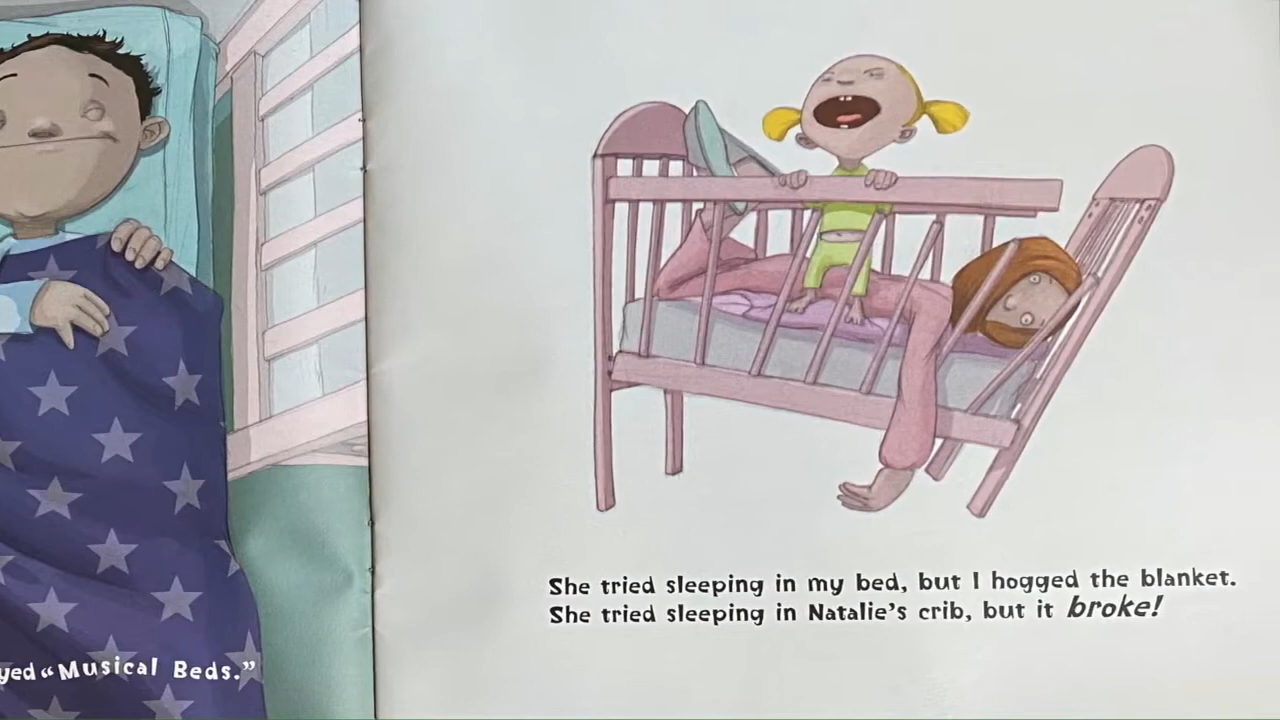 yed “Musical Beds.”
She tried sleeping in my bed, but I hogged the blanket.
She tried sleeping in Natalie’s crib, but it broke!